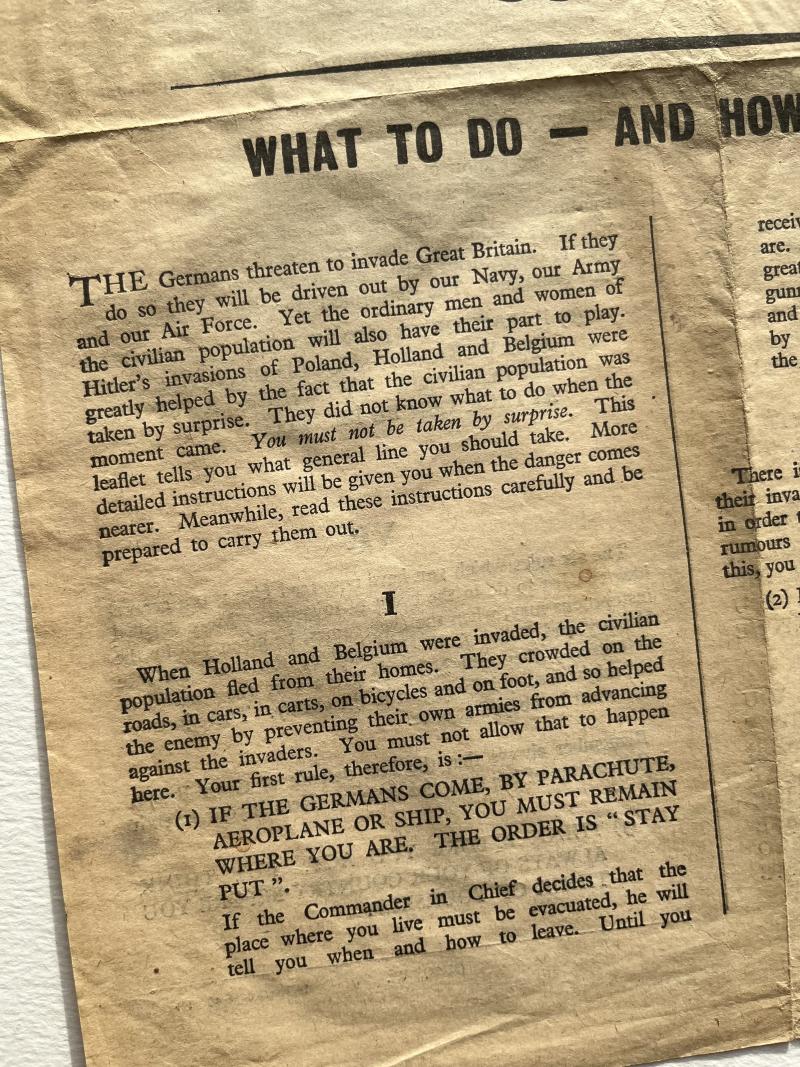 WHAT TO DO — AND HOW
THE Germans threaten to invade Great Britain. If they
do so they will be driven out by our Navy, our Army
and our Air Force. Yet the ordinary men and women of
the civilian population will also have their part to play.
Hitler's invasions of Poland, Holland and Belgium were
greatly helped by the fact that the civilian population was
taken by surprise. They did not know what to do when the
moment came. You must not be taken by surprise. This
leaflet tells you what general line you should take. More
detailed instructions will be given you when the danger comes
nearer. Meanwhile, read these instructions carefully and be
prepared to carry them out.
I
When Holland and Belgium were invaded, the civilian
population fled from their homes. They crowded on the
roads, in cars, in carts, on bicycles and on foot, and so helped
the enemy by preventing their own armies from advancing
against the invaders. You must not allow that to happen
here. Your first rule, therefore, is :—
(1) IF THE GERMANS COME, BY PARACHUTE,
AEROPLANE OR SHIP, YOU MUST REMAIN
WHERE YOU ARE. THE ORDER IS " STAY
PUT ".
If the Commander in Chief decides that the
place where you live must be evacuated, he will
tell you when and how to leave. Until you
are.
and
by
the
There
their
in order
rumours
this, you
(2)